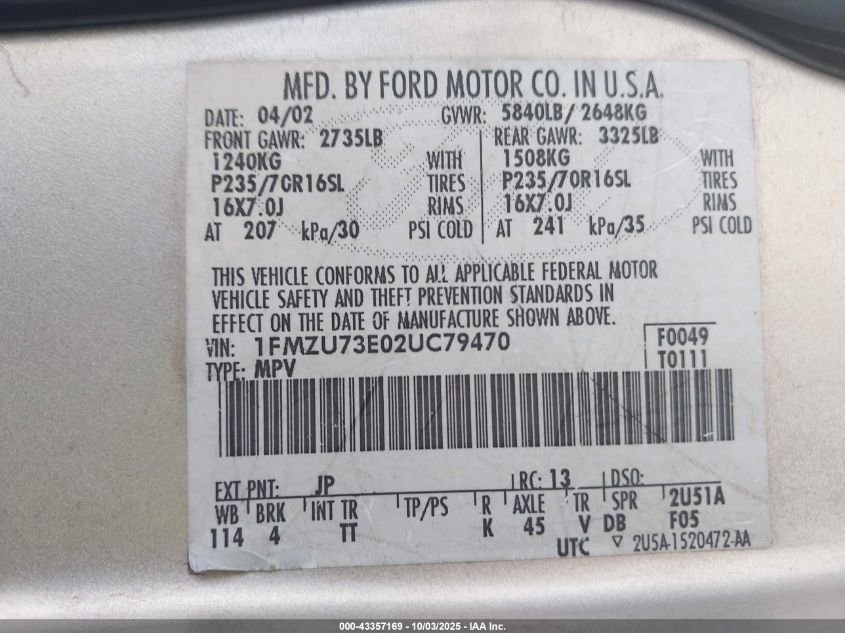 MFD. BY FORD MOTOR CO. IN U.S.A.
DATE: 04/02 GVWR: 5840LB/ 2648KG
FRONT GAWR: 2735LB REAR GAWR: 3325LB
1240KG WITH 1508KG WITH
P235/70R16SL TIRES P235/70R16SL TIRES
16X7.0J RIMS 16X7.0J RIMS
AT 207 kPa/30 PSI COLD AT 241 kPa/35 PSI COLD
THIS VEHICLE CONFORMS TO ALL APPLICABLE FEDERAL MOTOR
VEHICLE SAFETY AND THEFT PREVENTION STANDARDS IN
EFFECT ON THE DATE OF MANUFACTURE SHOWN ABOVE.
VIN: 1FMZU73E02UC79470 F0049
TYPE: MPV T0111
EXT PNT: JP RC: 13 DSO:
WB BRK INT TR TP/PS R AXLE TR SPR 2U51A
114 4 TT K 45 V DB F05
UTC ▽ 2U5A-1520472-AA
000-43357169 - 10/03/2025 - IAA Inc.